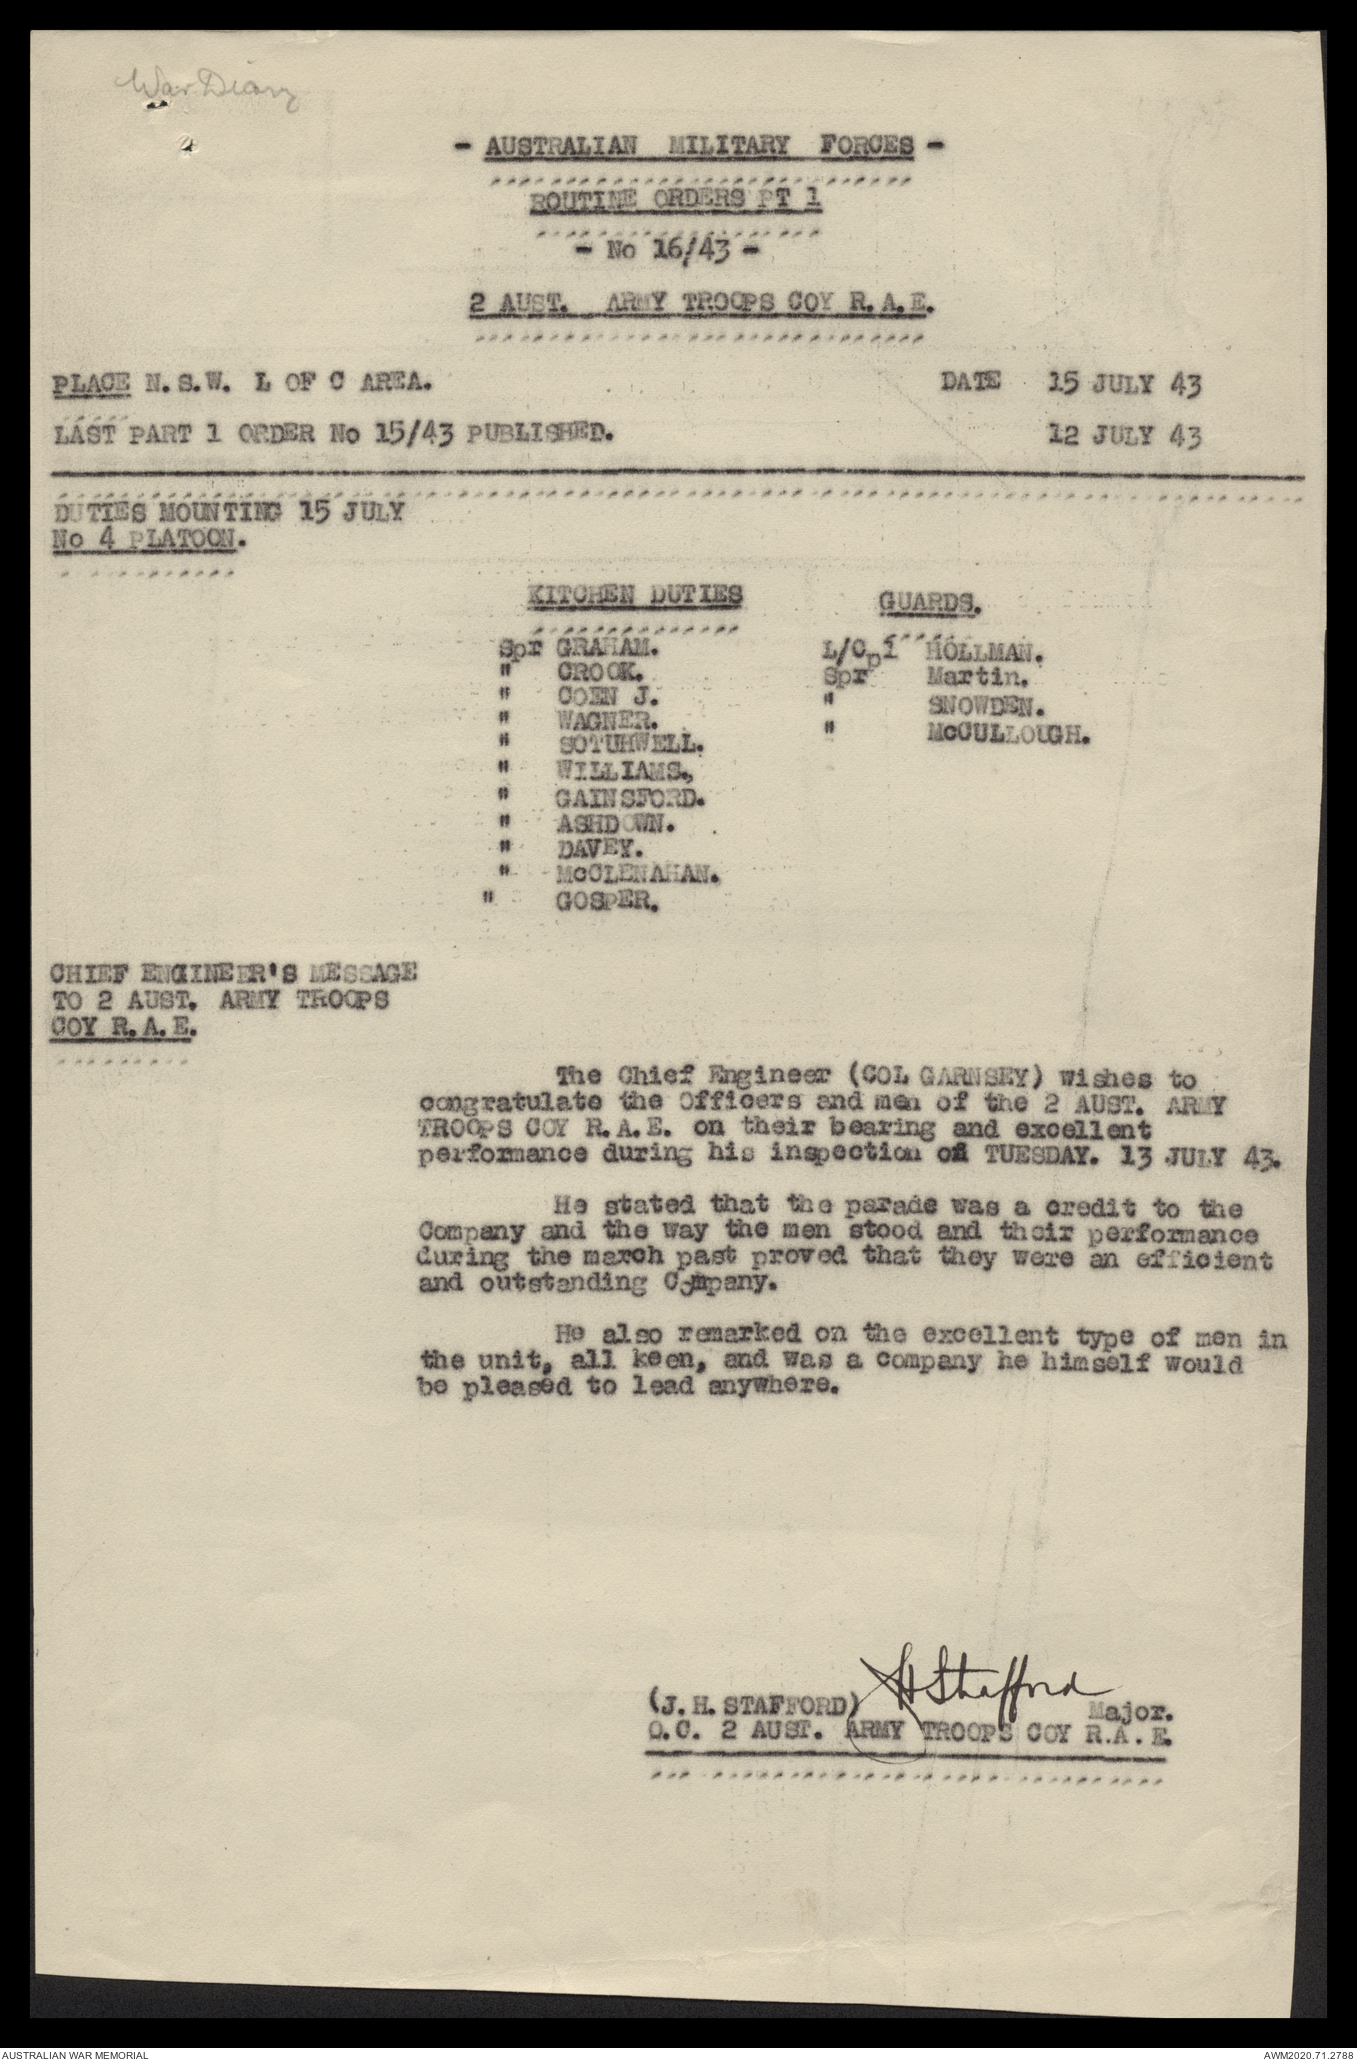 War Diary
- AUSTRALIAN MILITARY FORCES -
ROUTINE ORDERS PT 1
- No 16/43 -
2 AUST. ARMY TROOPS COY R.A.E.
PLACE N.S.W. L OF C AREA. DATE 15 JULY 43
LAST PART 1 ORDER No 15/43 PUBLISHED. 12 JULY 43
DUTIES MOUNTING 15 JULY
No 4 PLATOON.
KITCHEN DUTIES GUARDS.
Spr GRAHAM. L/Cpl HOLLMAN.
" CROOK. Spr Martin.
" COEN J. " SNOWDEN.
" WAGNER. " McCULLOUGH.
" SOTUHWELL.
" WILLIAMS.,
" GAINSFORD.
" ASHDOWN.
" DAVEY.
" McCLENAHAN.
" GOSPER.
CHIEF ENGINEER'S MESSAGE
TO 2 AUST. ARMY TROOPS
COY R.A.E.
The Chief Engineer (COL GARNSEY) wishes to
congratulate the Officers and men of the 2 AUST. ARMY
TROOPS COY R.A.E. on their bearing and excellent
performance during his inspection on TUESDAY. 13 JULY 43.
He stated that the parade was a credit to the
Company and the way the men stood and their performance
during the march past proved that they were an efficient
and outstanding Company.
He also remarked on the excellent type of men in
the unit, all keen, and was a company he himself would
be pleased to lead anywhere.
JH Stafford
(J.H. STAFFORD) Major.
O.C. 2 AUST. ARMY TROOPS COY R.A.E.
AUSTRALIAN WAR MEMORIAL AWM2020.71.2788